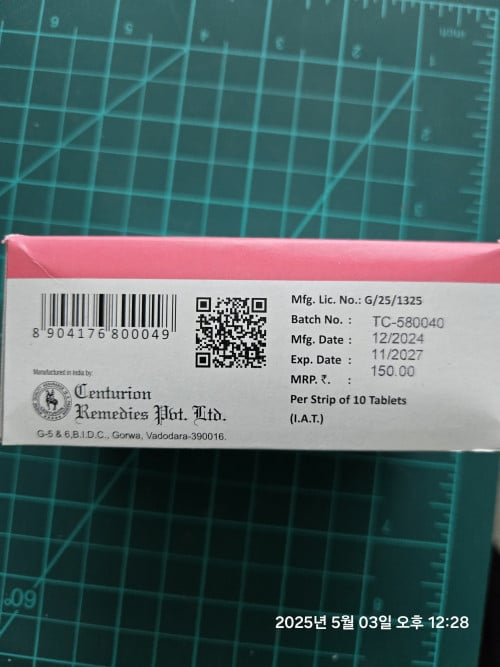 8 904176 800049
Manufactured in India by:
Centurion
Remedies Pvt. Ltd.
G-5 & 6,B.I.D.C., Gorwa, Vadodara-390016.
Mfg. Lic. No.: G/25/1325
Batch No. : TC-580040
Mfg. Date : 12/2024
Exp. Date : 11/2027
MRP. ₹. : 150.00
Per Strip of 10 Tablets
(I.A.T.)
2025년 5월 03일 오후 12:28